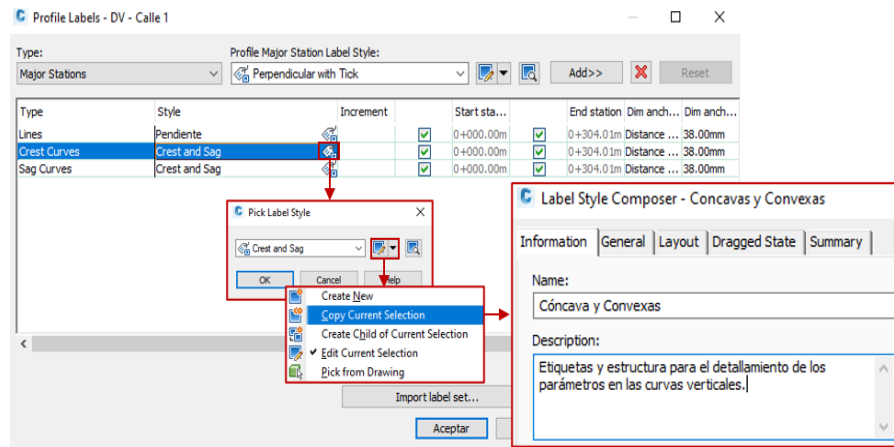 Profile Labels - DV - Calle 1
Type:
Profile Major Station Label Style:
Major Stations
Perpendicular with Tick
Add>>
Reset
Type Style Increment Start sta... End station Dim anch... Dim anch...
Lines Pendiente 0+000.00m 0+304.01m Distance ... 38.00mm
Crest Curves Crest and Sag 0+000.00m 0+304.01m Distance ... 38.00mm
Sag Curves Crest and Sag 0+000.00m 0+304.01m Distance ... 38.00mm
Pick Label Style
Crest and Sag
OK Cancel Help
Create New
Copy Current Selection
Create Child of Current Selection
Edit Current Selection
Pick from Drawing
Import label set...
Aceptar
Label Style Composer - Concavas y Convexas
Information General Layout Dragged State Summary
Name:
Cóncava y Convexas
Description:
Etiquetas y estructura para el detallamiento de los
parámetros en las curvas verticales.